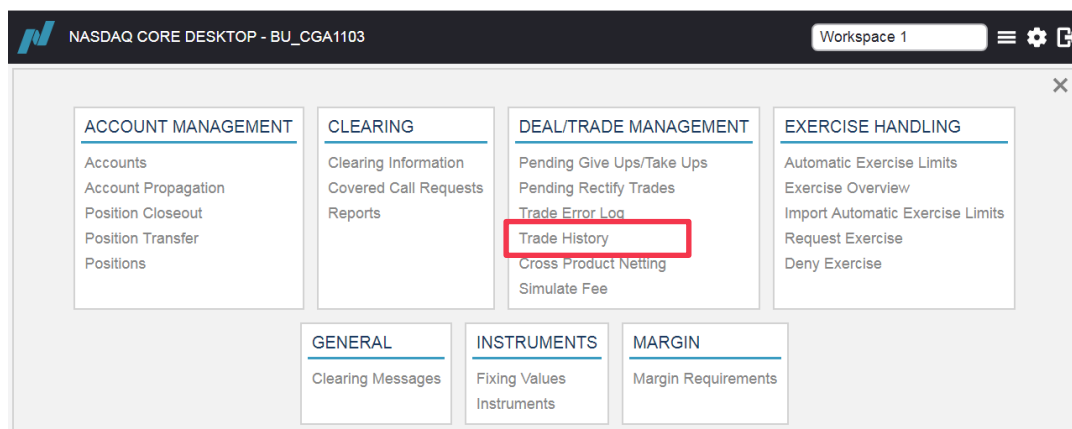 NASDAQ CORE DESKTOP - BU_CGA1103
Workspace 1
ACCOUNT MANAGEMENT
Accounts
Account Propagation
Position Closeout
Position Transfer
Positions
CLEARING
Clearing Information
Covered Call Requests
Reports
DEAL/TRADE MANAGEMENT
Pending Give Ups/Take Ups
Pending Rectify Trades
Trade Error Log
Trade History
Cross Product Netting
Simulate Fee
EXERCISE HANDLING
Automatic Exercise Limits
Exercise Overview
Import Automatic Exercise Limits
Request Exercise
Deny Exercise
GENERAL
Clearing Messages
INSTRUMENTS
Fixing Values
Instruments
MARGIN
Margin Requirements